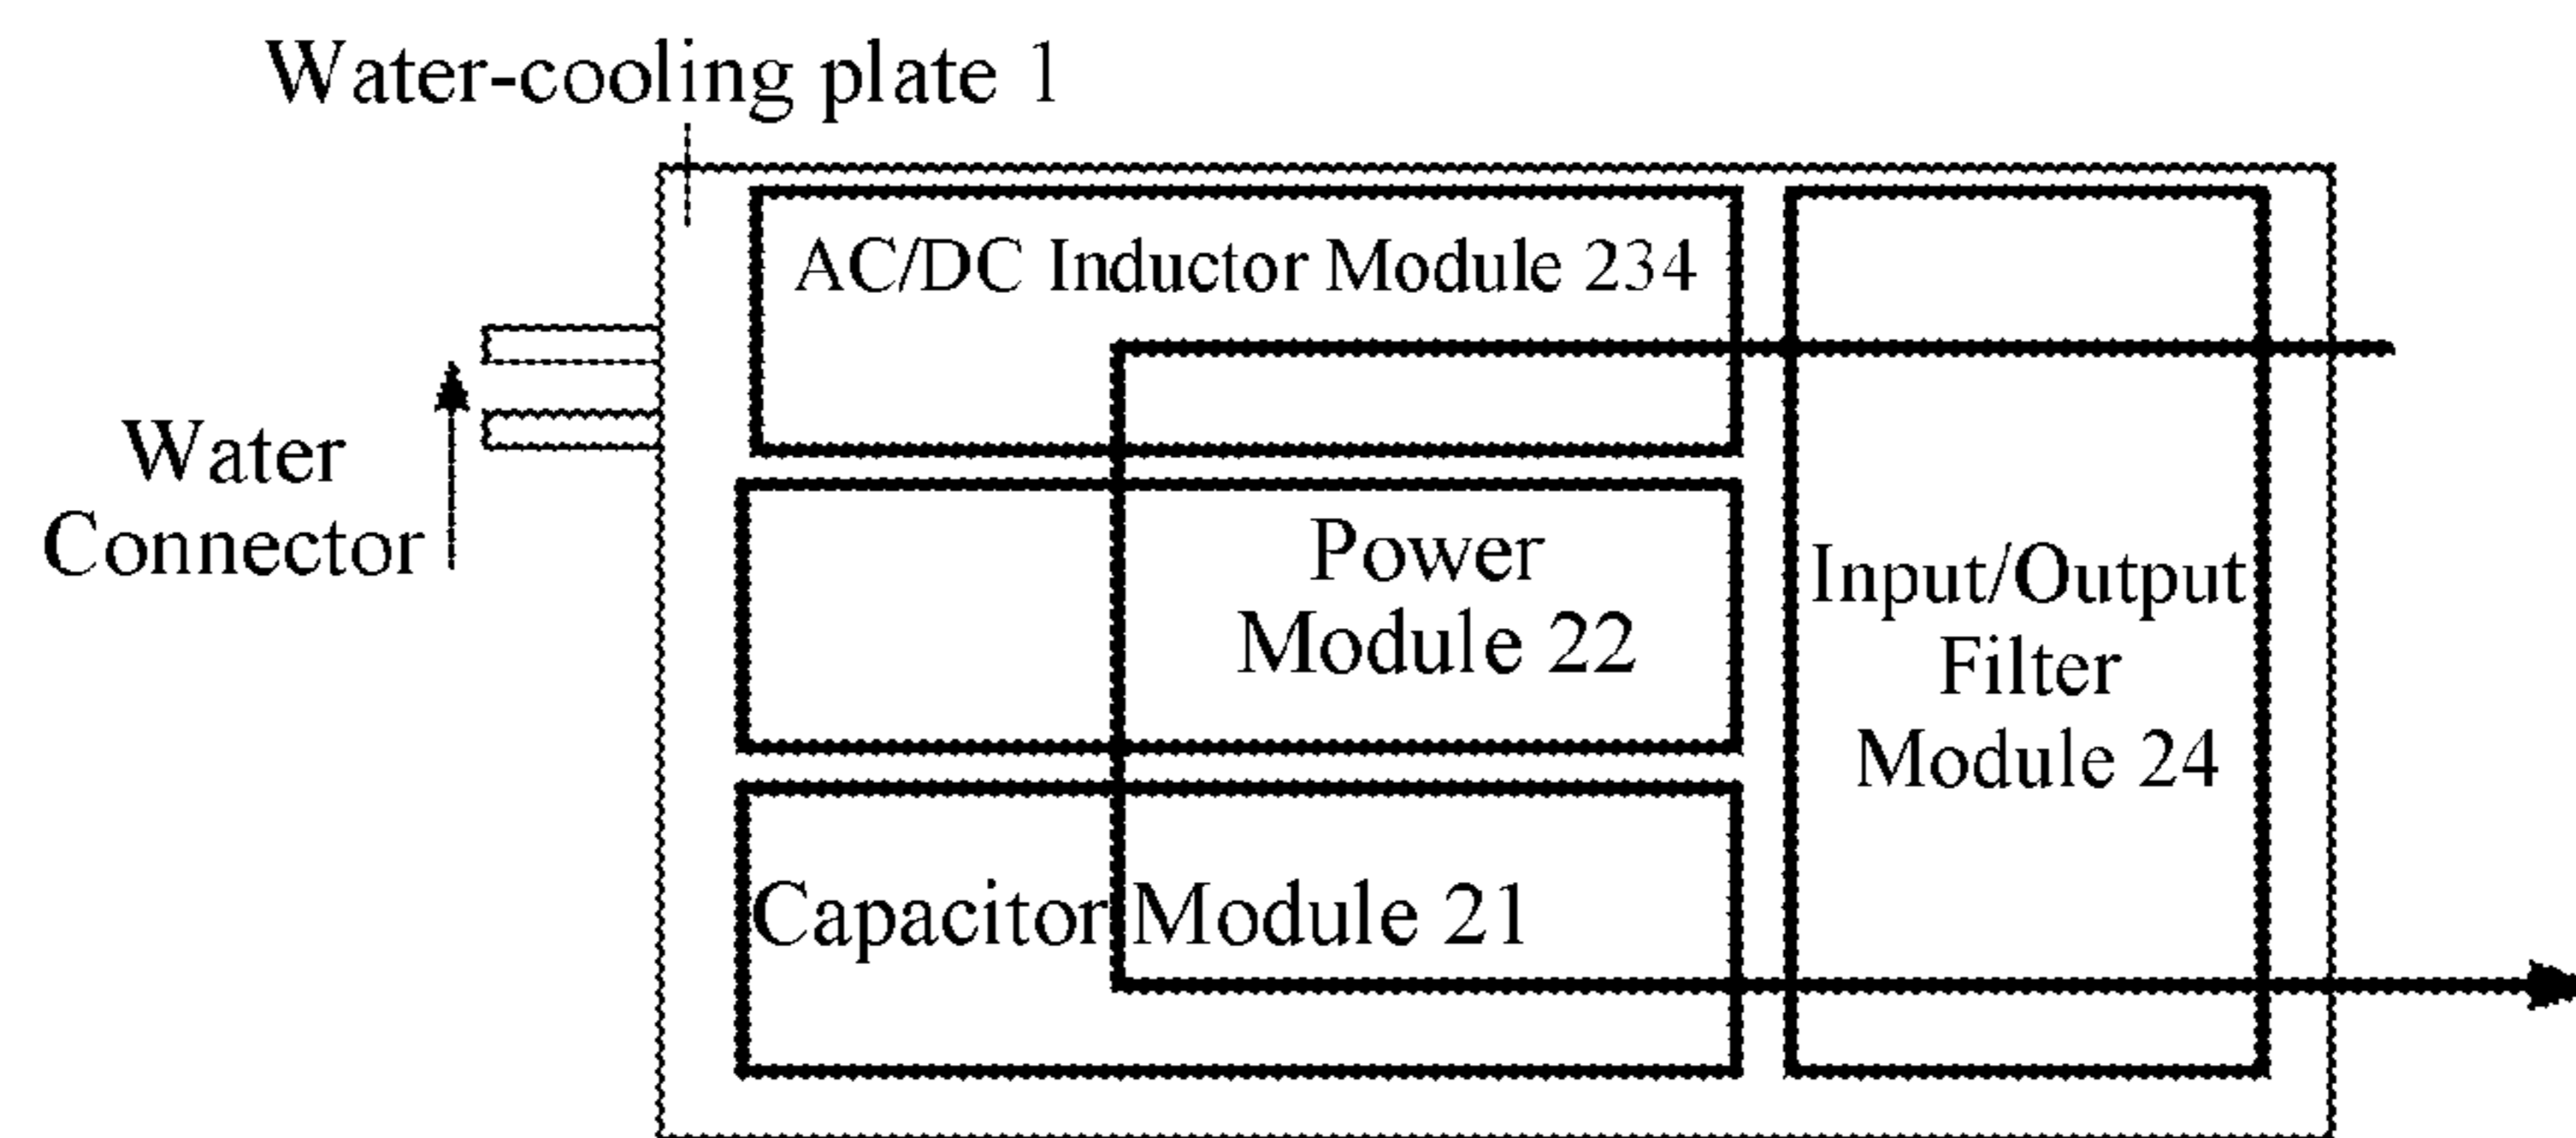 Water-cooling plate 1
AC/DC Inductor Module 234
Water
Connector
Power
Module 22
Input/Output
Filter
Module 24
Capacitor Module 21